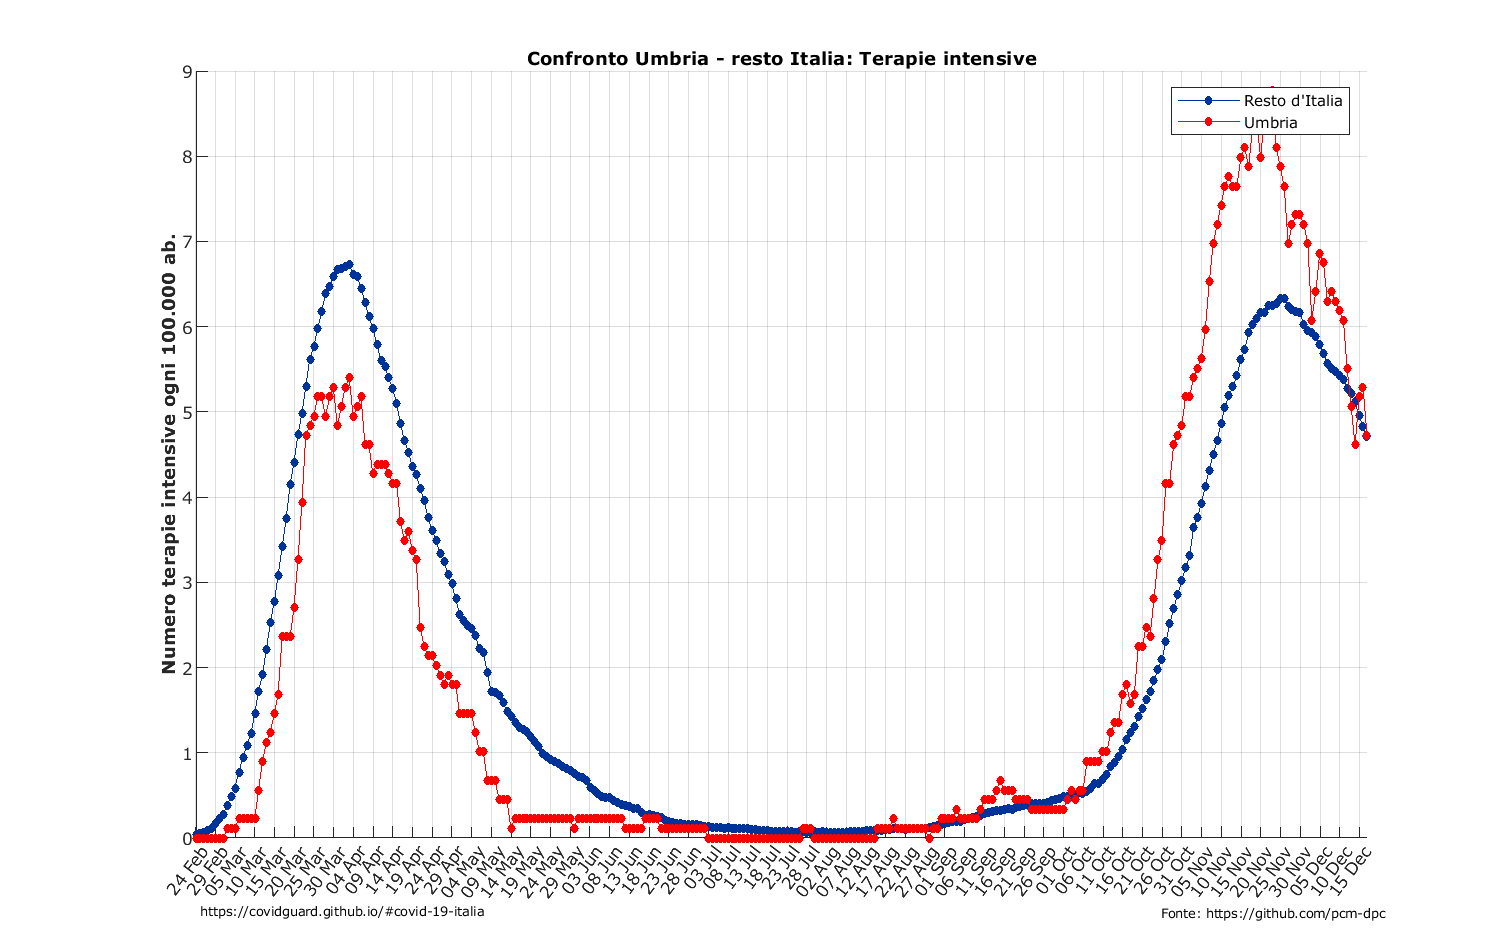 Confronto Umbria - resto Italia: Terapie intensive
Resto d'Italia
Umbria
Numero terapie intensive ogni 100.000 ab.
9
8
7
6
5
4
3
2
1
0
24 Feb
29 Feb
05 Mar
10 Mar
15 Mar
20 Mar
25 Mar
30 Mar
04 Apr
09 Apr
14 Apr
19 Apr
24 Apr
29 Apr
04 May
09 May
14 May
19 May
24 May
29 May
03 Jun
08 Jun
13 Jun
18 Jun
23 Jun
28 Jun
03 Jul
08 Jul
13 Jul
18 Jul
23 Jul
28 Jul
02 Aug
07 Aug
12 Aug
17 Aug
22 Aug
27 Aug
01 Sep
06 Sep
11 Sep
16 Sep
21 Sep
26 Sep
01 Oct
06 Oct
11 Oct
16 Oct
21 Oct
26 Oct
31 Oct
05 Nov
10 Nov
15 Nov
20 Nov
25 Nov
30 Nov
05 Dec
10 Dec
15 Dec
https://covidguard.github.io/#covid-19-italia
Fonte: https://github.com/pcm-dpc